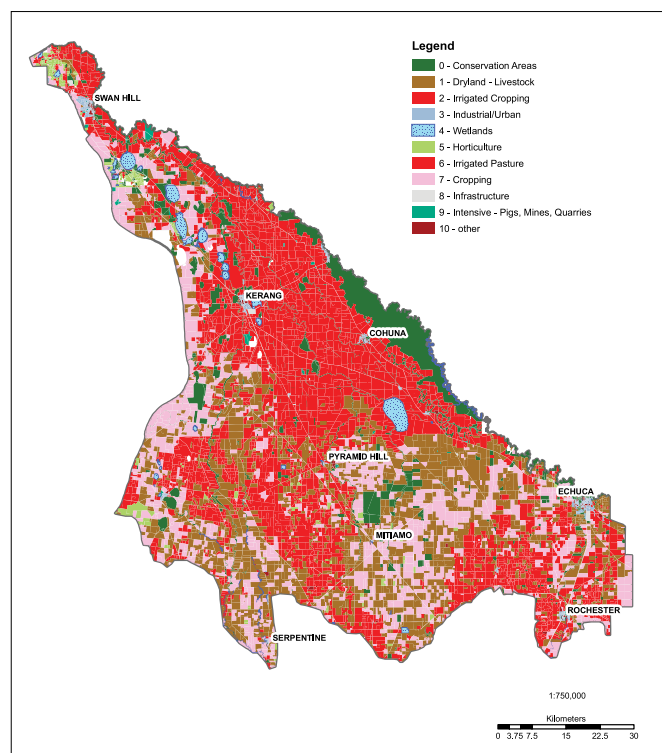 Legend
0 - Conservation Areas
1 - Dryland - Livestock
2 - Irrigated Cropping
3 - Industrial/Urban
4 - Wetlands
5 - Horticulture
6 - Irrigated Pasture
7 - Cropping
8 - Infrastructure
9 - Intensive - Pigs, Mines, Quarries
10 - other
SWAN HILL
KERANG
COHUNA
PYRAMID HILL
ECHUCA
MITIAMO
ROCHESTER
SERPENTINE
1:750,000
Kilometers
0 3.75 7.5 15 22.5 30